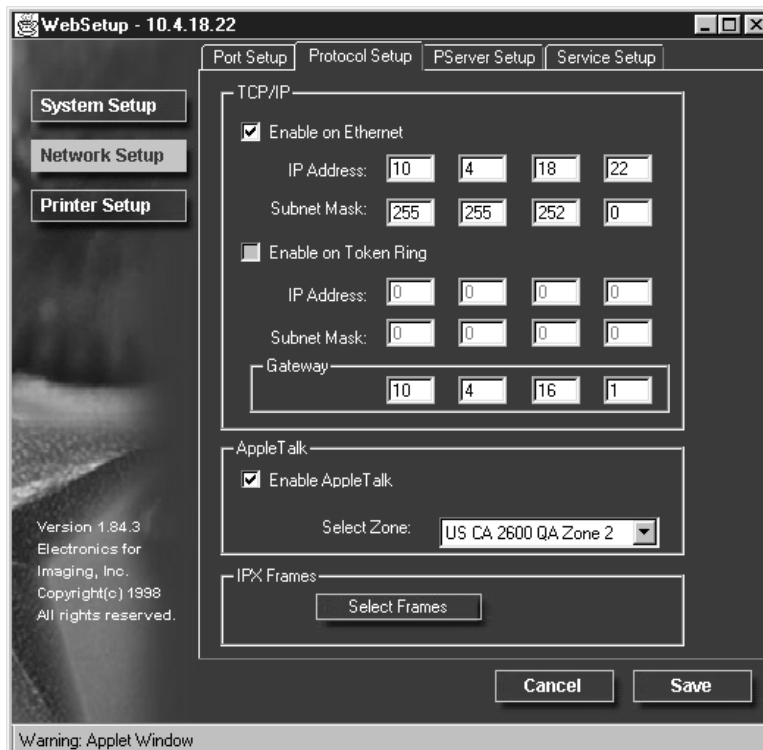 WebSetup - 10.4.18.22
Port Setup Protocol Setup PServer Setup Service Setup
System Setup
Network Setup
Printer Setup
TCP/IP
Enable on Ethernet
IP Address: 10 4 18 22
Subnet Mask: 255 255 252 0
Enable on Token Ring
IP Address: 0 0 0 0
Subnet Mask: 0 0 0 0
Gateway
10 4 16 1
AppleTalk
Enable AppleTalk
Select Zone: US CA 2600 QA Zone 2
IPX Frames
Select Frames
Version 1.84.3
Electronics for
Imaging, Inc.
Copyright(c) 1998
All rights reserved.
Cancel Save
Warning: Applet Window